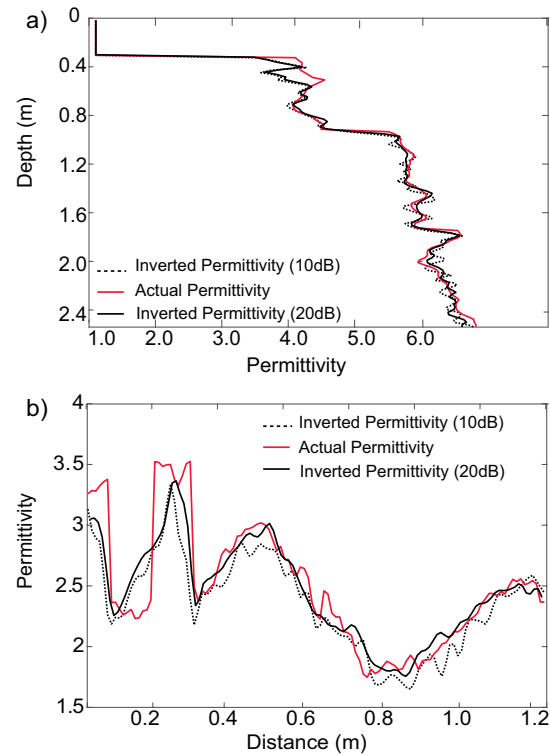 a)
0
0.4
0.8
1.2
1.6
2.0
2.4
Depth (m)
Inverted Permittivity (10dB)
Actual Permittivity
Inverted Permittivity (20dB)
1.0 2.0 3.0 4.0 5.0 6.0
Permittivity
b)
4
3.5
3
2.5
2
1.5
Permittivity
Inverted Permittivity (10dB)
Actual Permittivity
Inverted Permittivity (20dB)
0.2 0.4 0.6 0.8 1.0 1.2
Distance (m)